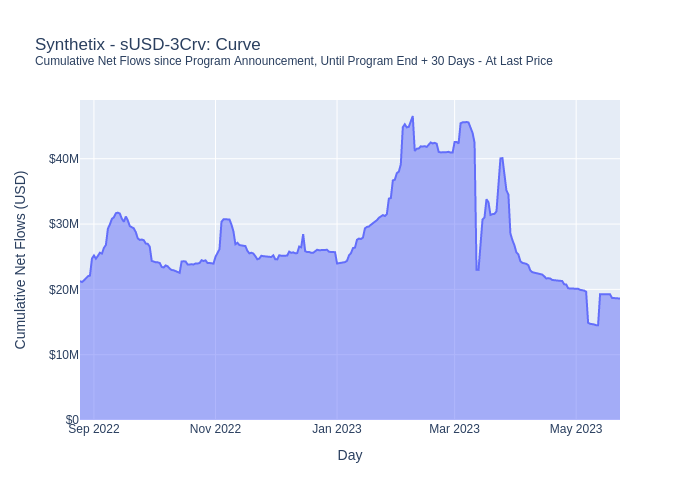 Synthetix - sUSD-3Crv: Curve
Cumulative Net Flows since Program Announcement, Until Program End + 30 Days - At Last Price
Cumulative Net Flows (USD)
$40M
$30M
$20M
$10M
$0
Sep 2022
Nov 2022
Jan 2023
Mar 2023
May 2023
Day